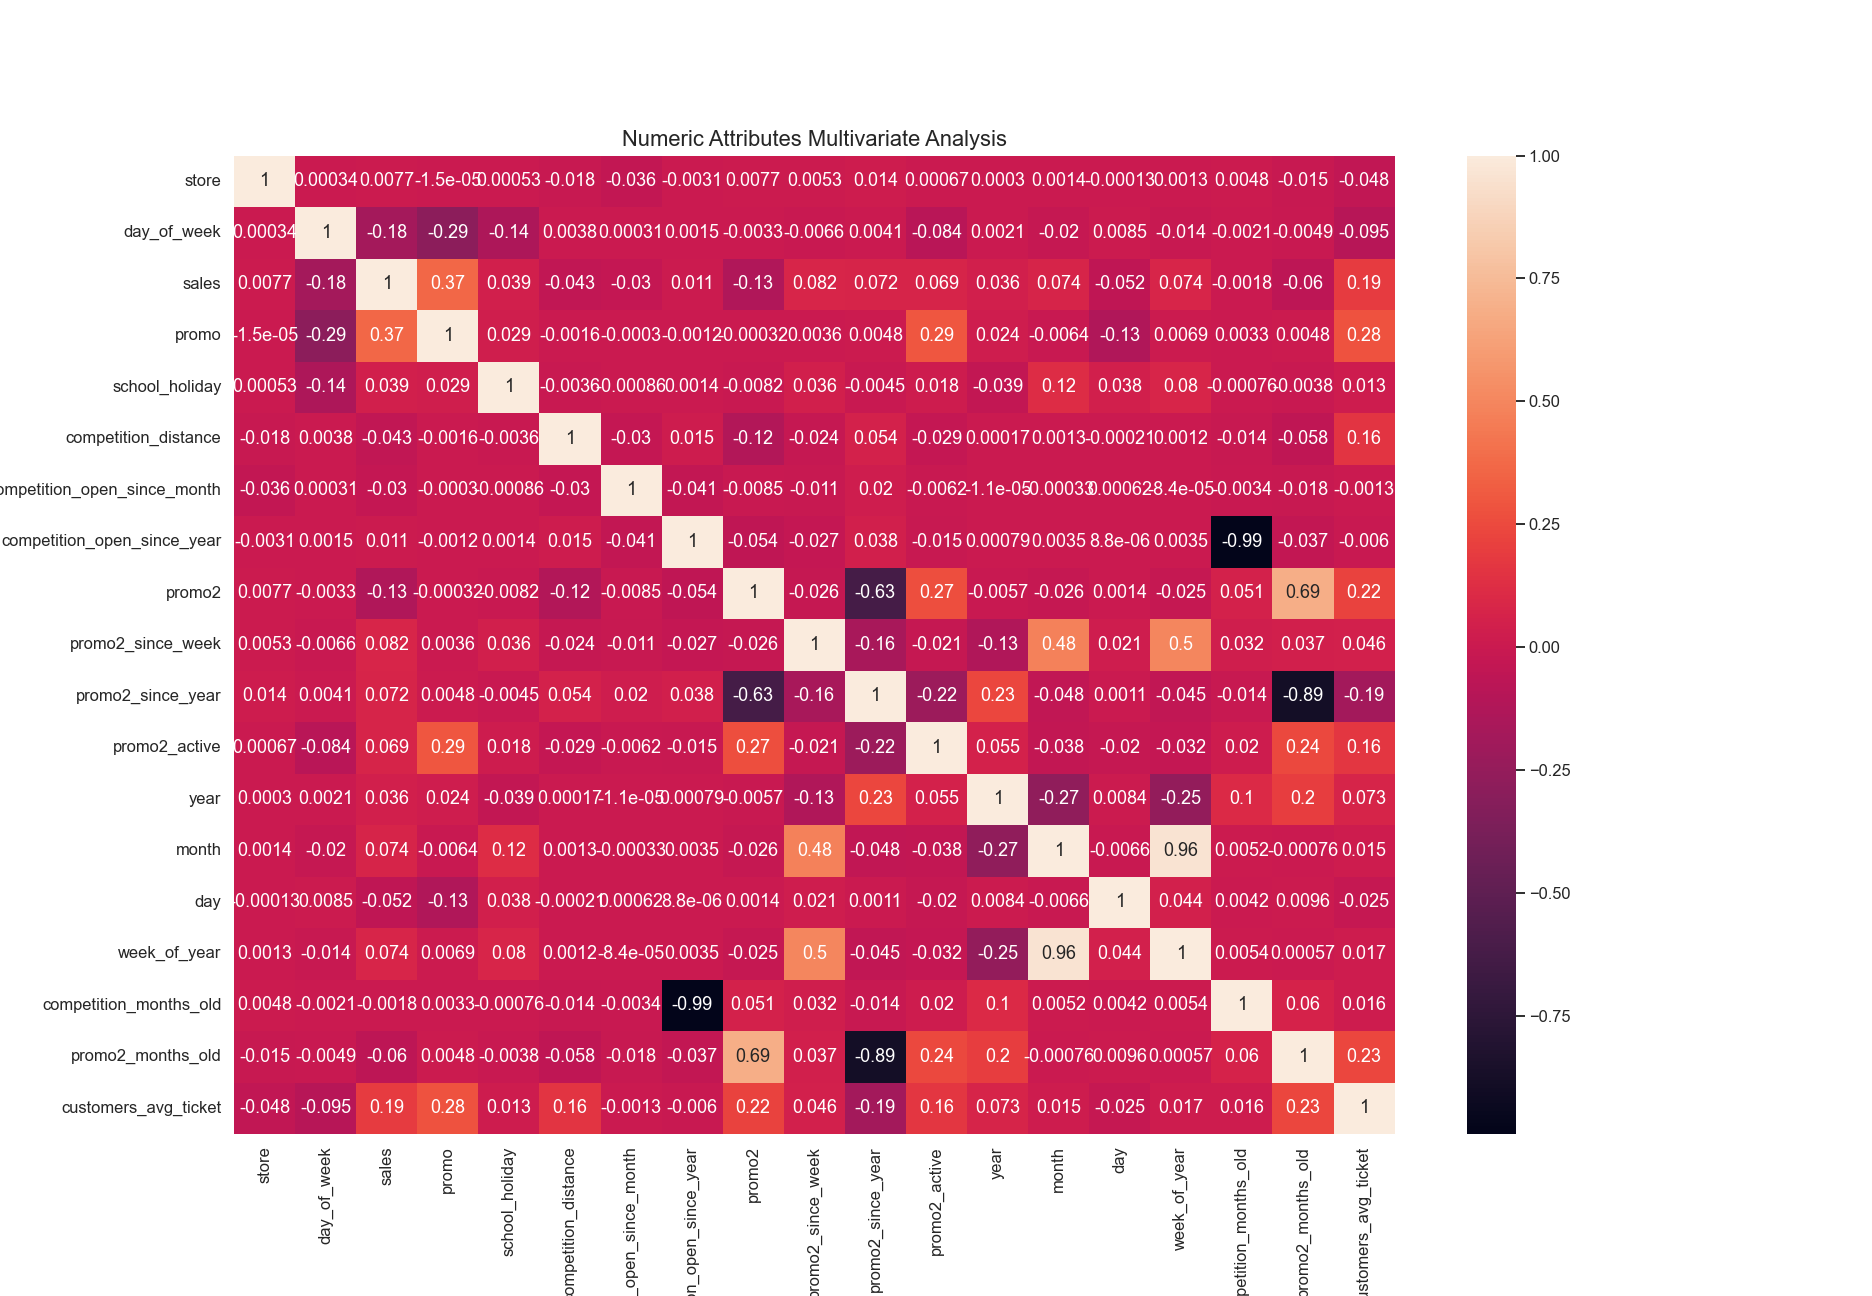 Numeric Attributes Multivariate Analysis
store 1 0.00034 0.0077 -1.5e-05 0.00053 -0.018 -0.036 -0.0031 0.0077 0.0053 0.014 0.00067 0.0003 0.0014 -0.00013 0.0013 0.0048 -0.015 -0.048
day_of_week 0.00034 1 -0.18 -0.29 -0.14 0.0038 0.00031 0.0015 -0.0033 -0.0066 0.0041 -0.084 0.0021 -0.02 0.0085 -0.014 -0.0021 -0.0049 -0.095
sales 0.0077 -0.18 1 0.37 0.039 -0.043 -0.03 0.011 -0.13 0.082 0.072 0.069 0.036 0.074 -0.052 0.074 -0.0018 -0.06 0.19
promo -1.5e-05 -0.29 0.37 1 0.029 -0.0016 -0.0003 -0.0012 -0.00032 0.0036 0.0048 0.29 0.024 -0.0064 -0.13 0.0069 0.0033 0.0048 0.28
school_holiday 0.00053 -0.14 0.039 0.029 1 -0.0036 -0.00086 0.0014 -0.0082 0.036 -0.0045 0.018 -0.039 0.12 0.038 0.08 -0.00076 -0.0038 0.013
competition_distance -0.018 0.0038 -0.043 -0.0016 -0.0036 1 -0.03 0.015 -0.12 -0.024 0.054 -0.029 0.00017 0.0013 -0.00021 0.0012 -0.014 -0.058 0.16
ompetition_open_since_month -0.036 0.00031 -0.03 -0.0003 -0.00086 -0.03 1 -0.041 -0.0085 -0.011 0.02 -0.0062 -1.1e-05 -0.00033 0.00062 -8.4e-05 -0.0034 -0.018 -0.0013
competition_open_since_year -0.0031 0.0015 0.011 -0.0012 0.0014 0.015 -0.041 1 -0.054 -0.027 0.038 -0.015 0.00079 0.0035 8.8e-06 0.0035 -0.99 -0.037 -0.006
promo2 0.0077 -0.0033 -0.13 -0.00032 -0.0082 -0.12 -0.0085 -0.054 1 -0.026 -0.63 0.27 -0.0057 -0.026 0.0014 -0.025 0.051 0.69 0.22
promo2_since_week 0.0053 -0.0066 0.082 0.0036 0.036 -0.024 -0.011 -0.027 -0.026 1 -0.16 -0.021 -0.13 0.48 0.021 0.5 0.032 0.037 0.046
promo2_since_year 0.014 0.0041 0.072 0.0048 -0.0045 0.054 0.02 0.038 -0.63 -0.16 1 -0.22 0.23 -0.048 0.0011 -0.045 -0.014 -0.89 -0.19
promo2_active 0.00067 -0.084 0.069 0.29 0.018 -0.029 -0.0062 -0.015 0.27 -0.021 -0.22 1 0.055 -0.038 -0.02 -0.032 0.02 0.24 0.16
year 0.0003 0.0021 0.036 0.024 -0.039 0.00017 -1.1e-05 0.00079 -0.0057 -0.13 0.23 0.055 1 -0.27 0.0084 -0.25 0.1 0.2 0.073
month 0.0014 -0.02 0.074 -0.0064 0.12 0.0013 -0.00033 0.0035 -0.026 0.48 -0.048 -0.038 -0.27 1 -0.0066 0.96 0.0052 -0.00076 0.015
day -0.00013 0.0085 -0.052 -0.13 0.038 -0.00021 0.00062 8.8e-06 0.0014 0.021 0.0011 -0.02 0.0084 -0.0066 1 0.044 0.0042 0.0096 -0.025
week_of_year 0.0013 -0.014 0.074 0.0069 0.08 0.0012 -8.4e-05 0.0035 -0.025 0.5 -0.045 -0.032 -0.25 0.96 0.044 1 0.0054 0.00057 0.017
competition_months_old 0.0048 -0.0021 -0.0018 0.0033 -0.00076 -0.014 -0.0034 -0.99 0.051 0.032 -0.014 0.02 0.1 0.0052 0.0042 0.0054 1 0.06 0.016
promo2_months_old -0.015 -0.0049 -0.06 0.0048 -0.0038 -0.058 -0.018 -0.037 0.69 0.037 -0.89 0.24 0.2 -0.00076 0.0096 0.00057 0.06 1 0.23
customers_avg_ticket -0.048 -0.095 0.19 0.28 0.013 0.16 -0.0013 -0.006 0.22 0.046 -0.19 0.16 0.073 0.015 -0.025 0.017 0.016 0.23 1
store
day_of_week
sales
promo
school_holiday
ompetition_distance
_open_since_month
on_open_since_year
promo2
promo2_since_week
promo2_since_year
promo2_active
year
month
day
week_of_year
petition_months_old
promo2_months_old
ustomers_avg_ticket
1.00
0.75
0.50
0.25
0.00
−0.25
−0.50
−0.75